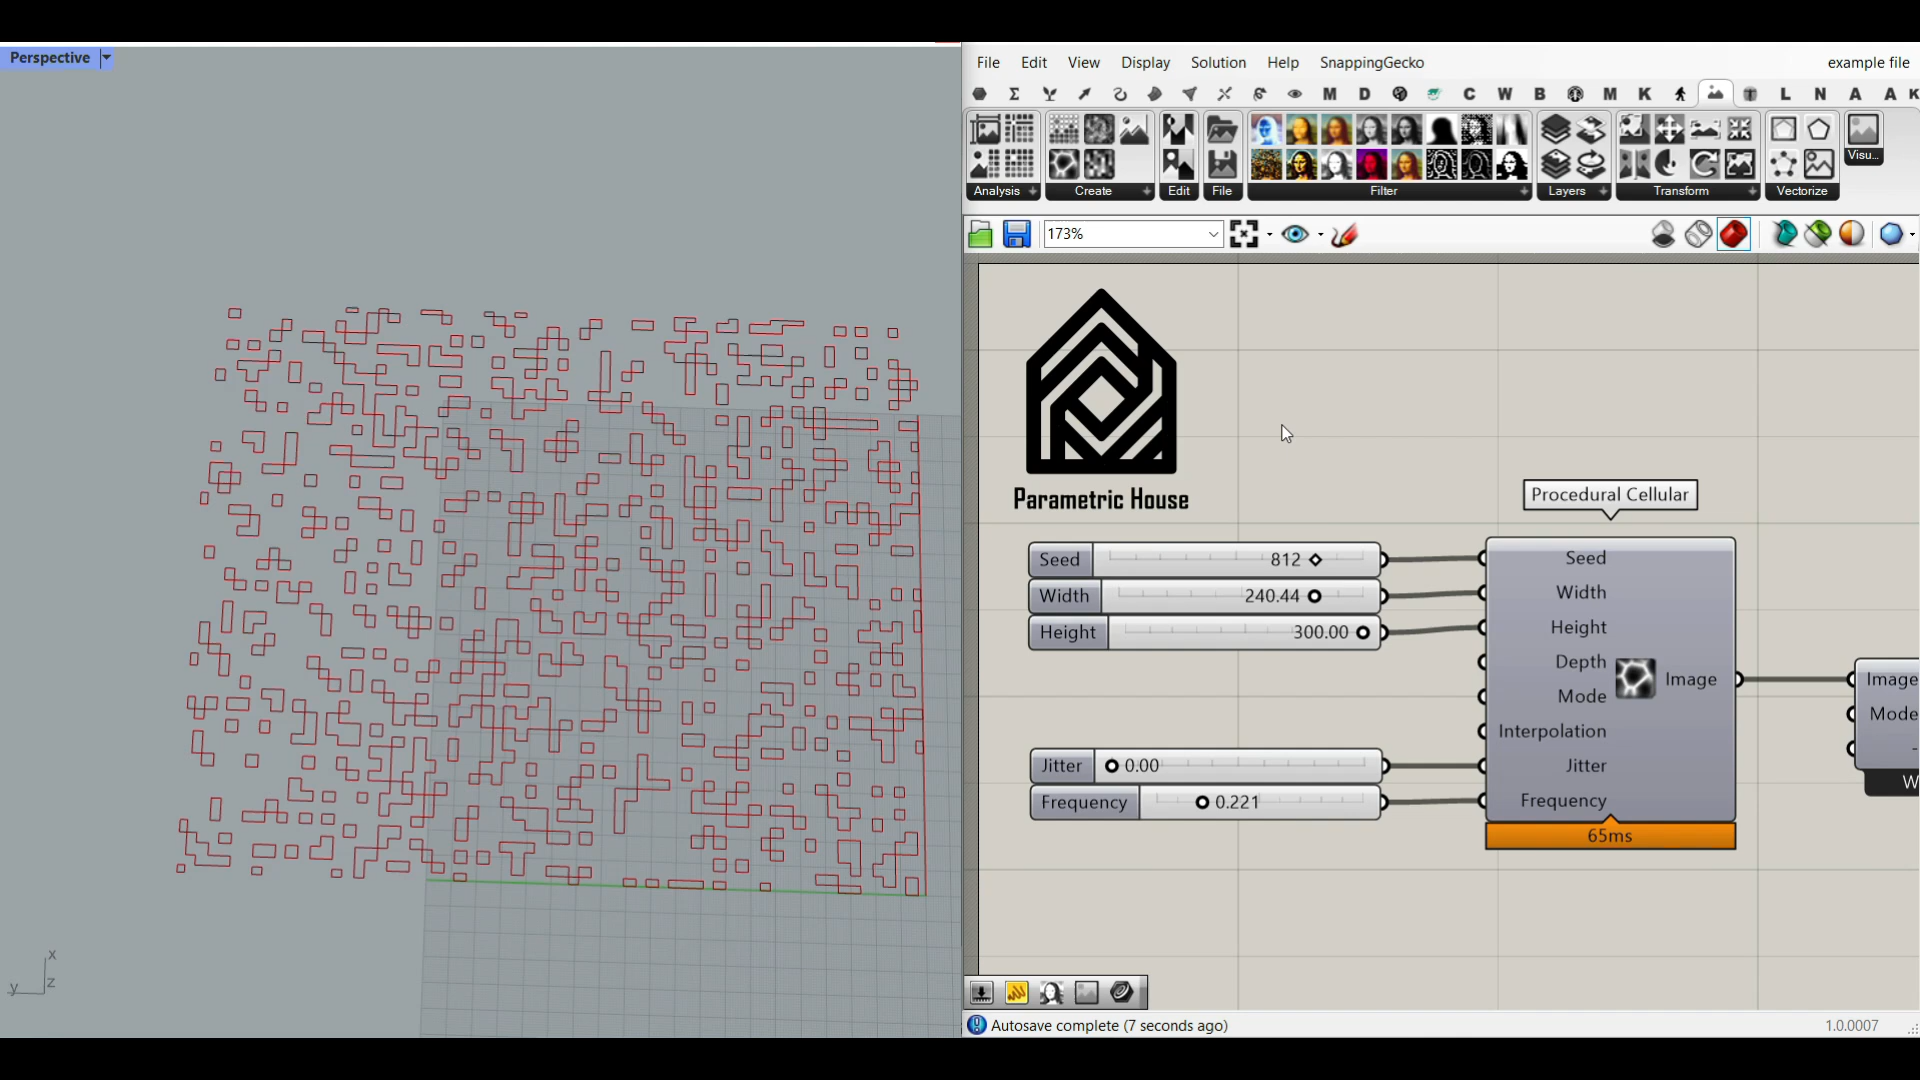 Perspective
File Edit View Display Solution Help SnappingGecko example file
Σ M D C W B M K L N A A K
Analysis Create Edit File Filter Layers Transform Vectorize Visu...
173%
Parametric House
Procedural Cellular
Seed 812
Width 240.44
Height 300.00
Jitter 0.00
Frequency 0.221
Seed
Width
Height
Depth
Mode
Interpolation
Jitter
Frequency
Image
65ms
Image
Mode
W
x
y z
Autosave complete (7 seconds ago) 1.0.0007